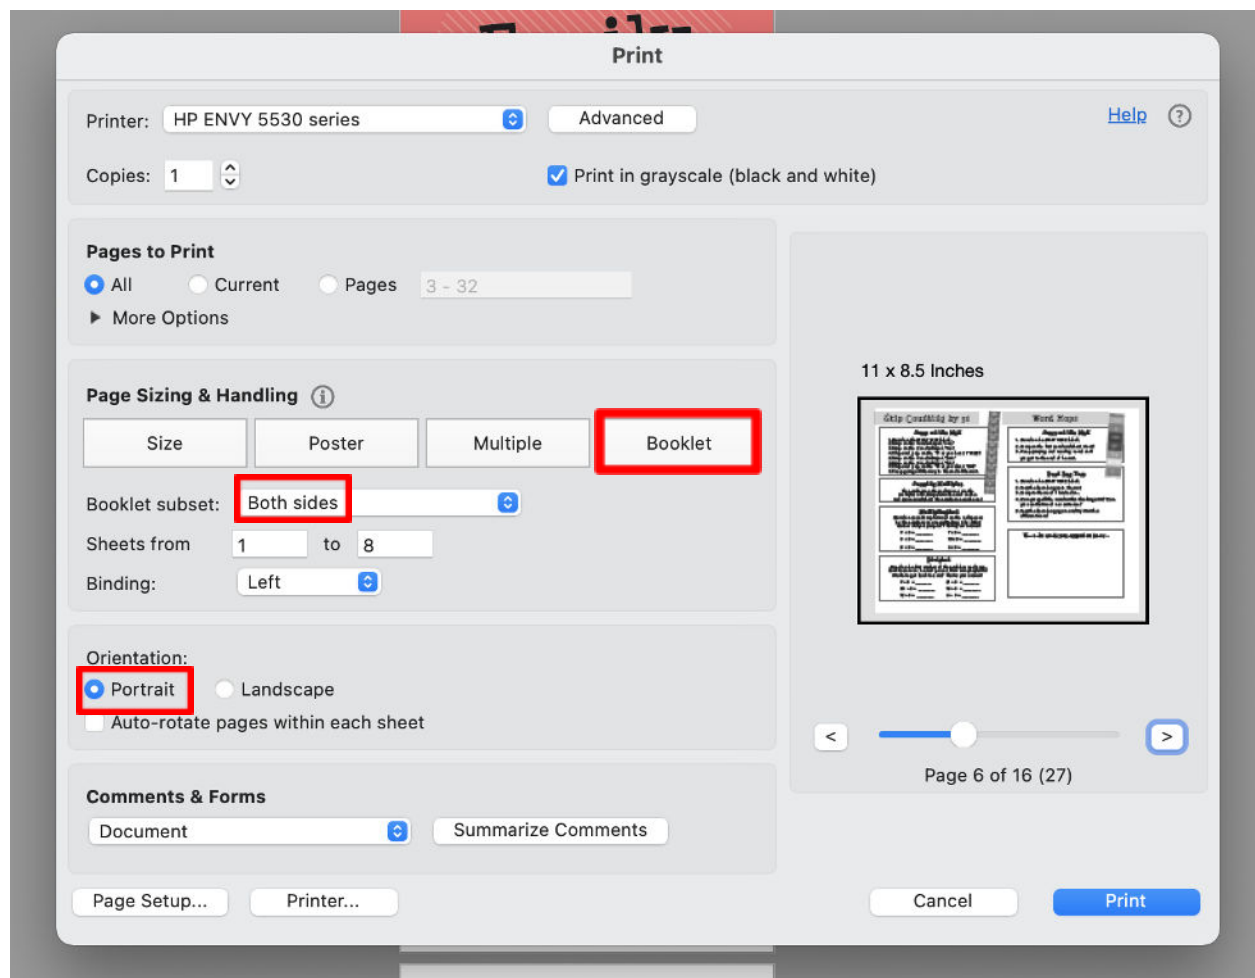 Print
Printer: HP ENVY 5530 series Advanced Help ?
Copies: 1 Print in grayscale (black and white)
Pages to Print
All Current Pages 3 - 32
More Options
Page Sizing & Handling i
Size Poster Multiple Booklet
Booklet subset: Both sides
Sheets from 1 to 8
Binding: Left
Orientation:
Portrait Landscape
Auto-rotate pages within each sheet
Comments & Forms
Document Summarize Comments
Page Setup... Printer...
11 x 8.5 Inches
Word Maps
< >
Page 6 of 16 (27)
Cancel Print